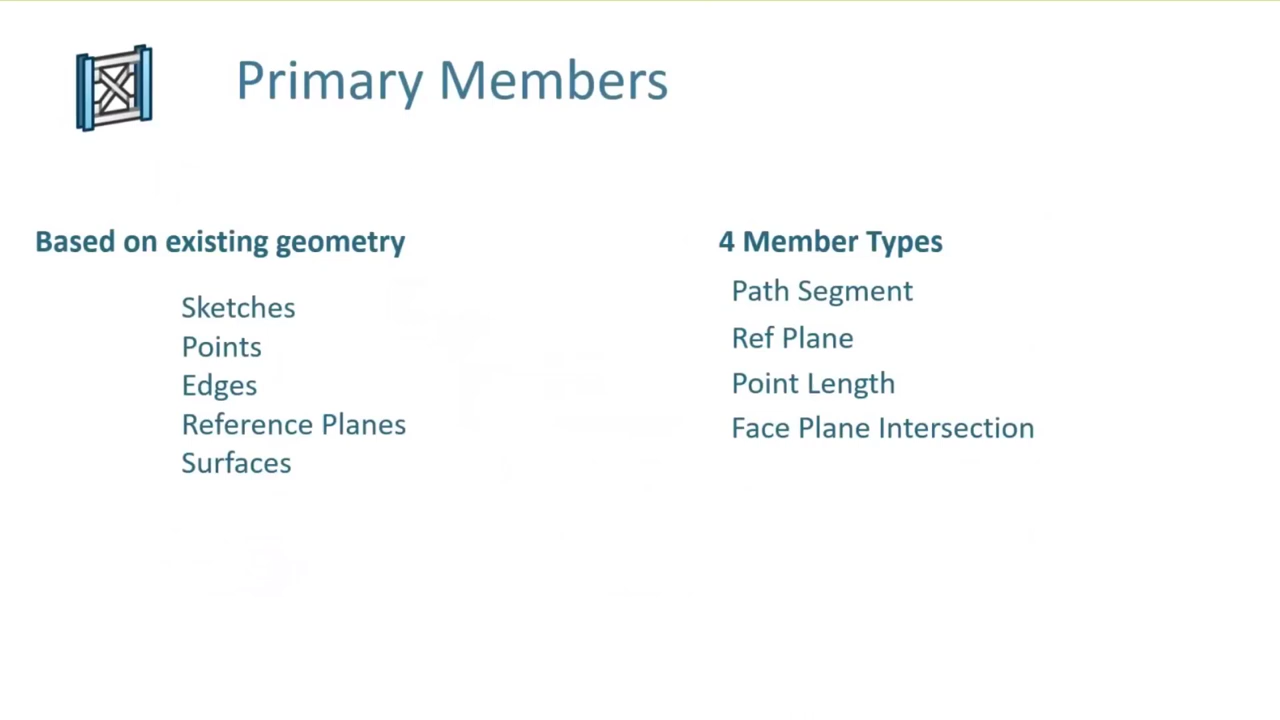 Primary Members
Based on existing geometry
Sketches
Points
Edges
Reference Planes
Surfaces
4 Member Types
Path Segment
Ref Plane
Point Length
Face Plane Intersection